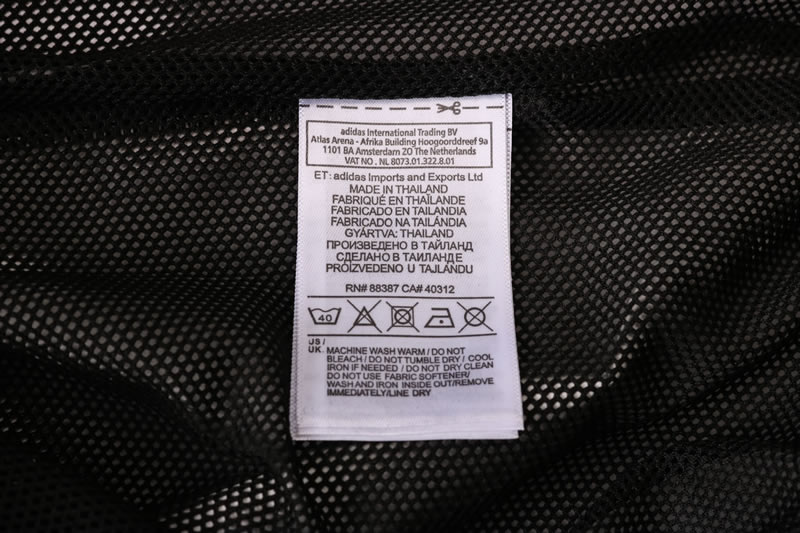 adidas International Trading BV
Atlas Arena - Afrika Building Hoogoorddreef 9a
1101 BA Amsterdam ZO The Netherlands
VAT NO . NL 8073.01.322.8.01
ET: adidas Imports and Exports Ltd
MADE IN THAILAND
FABRIQUÉ EN THAÏLANDE
FABRICADO EN TAILANDIA
FABRICADO NA TAILÂNDIA
GYÁRTVA: THAILAND
ПРОИЗВЕДЕНО В ТАЙЛАНД
СДЕЛАНО В ТАИЛАНДЕ
PROIZVEDENO U TAJLANDU
RN# 88387 CA# 40312
40
US /
UK. MACHINE WASH WARM / DO NOT
BLEACH / DO NOT TUMBLE DRY / COOL
IRON IF NEEDED / DO NOT DRY CLEAN
DO NOT USE FABRIC SOFTENER/
WASH AND IRON INSIDE OUT/REMOVE
IMMEDIATELY/LINE DRY